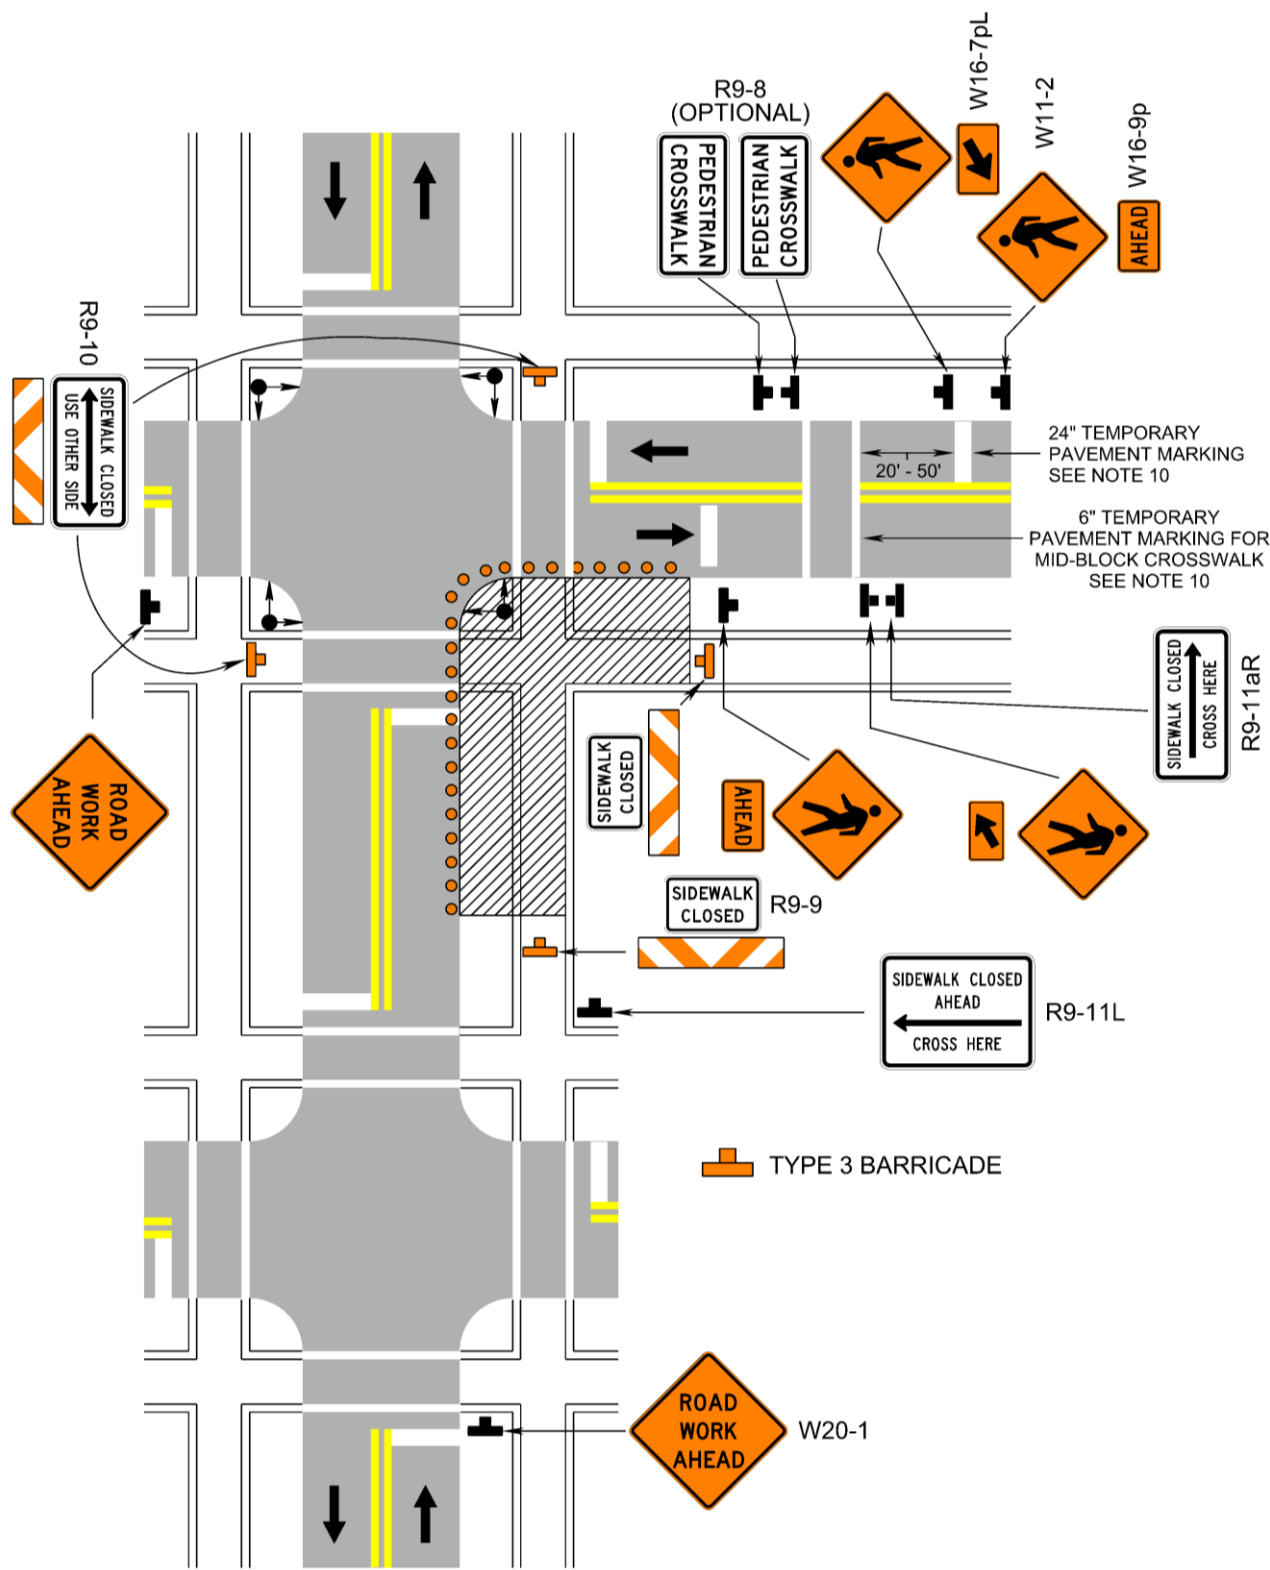 W16-7pL
W11-2
W16-9p
R9-8
(OPTIONAL)
PEDESTRIAN
CROSSWALK
PEDESTRIAN
CROSSWALK
AHEAD
R9-10
SIDEWALK CLOSED
USE OTHER SIDE
24" TEMPORARY
PAVEMENT MARKING
SEE NOTE 10
20' - 50'
6" TEMPORARY
PAVEMENT MARKING FOR
MID-BLOCK CROSSWALK
SEE NOTE 10
SIDEWALK CLOSED
CROSS HERE
R9-11aR
ROAD
WORK
AHEAD
SIDEWALK
CLOSED
AHEAD
SIDEWALK
CLOSED
R9-9
SIDEWALK CLOSED
AHEAD
CROSS HERE
R9-11L
TYPE 3 BARRICADE
ROAD
WORK
AHEAD
W20-1